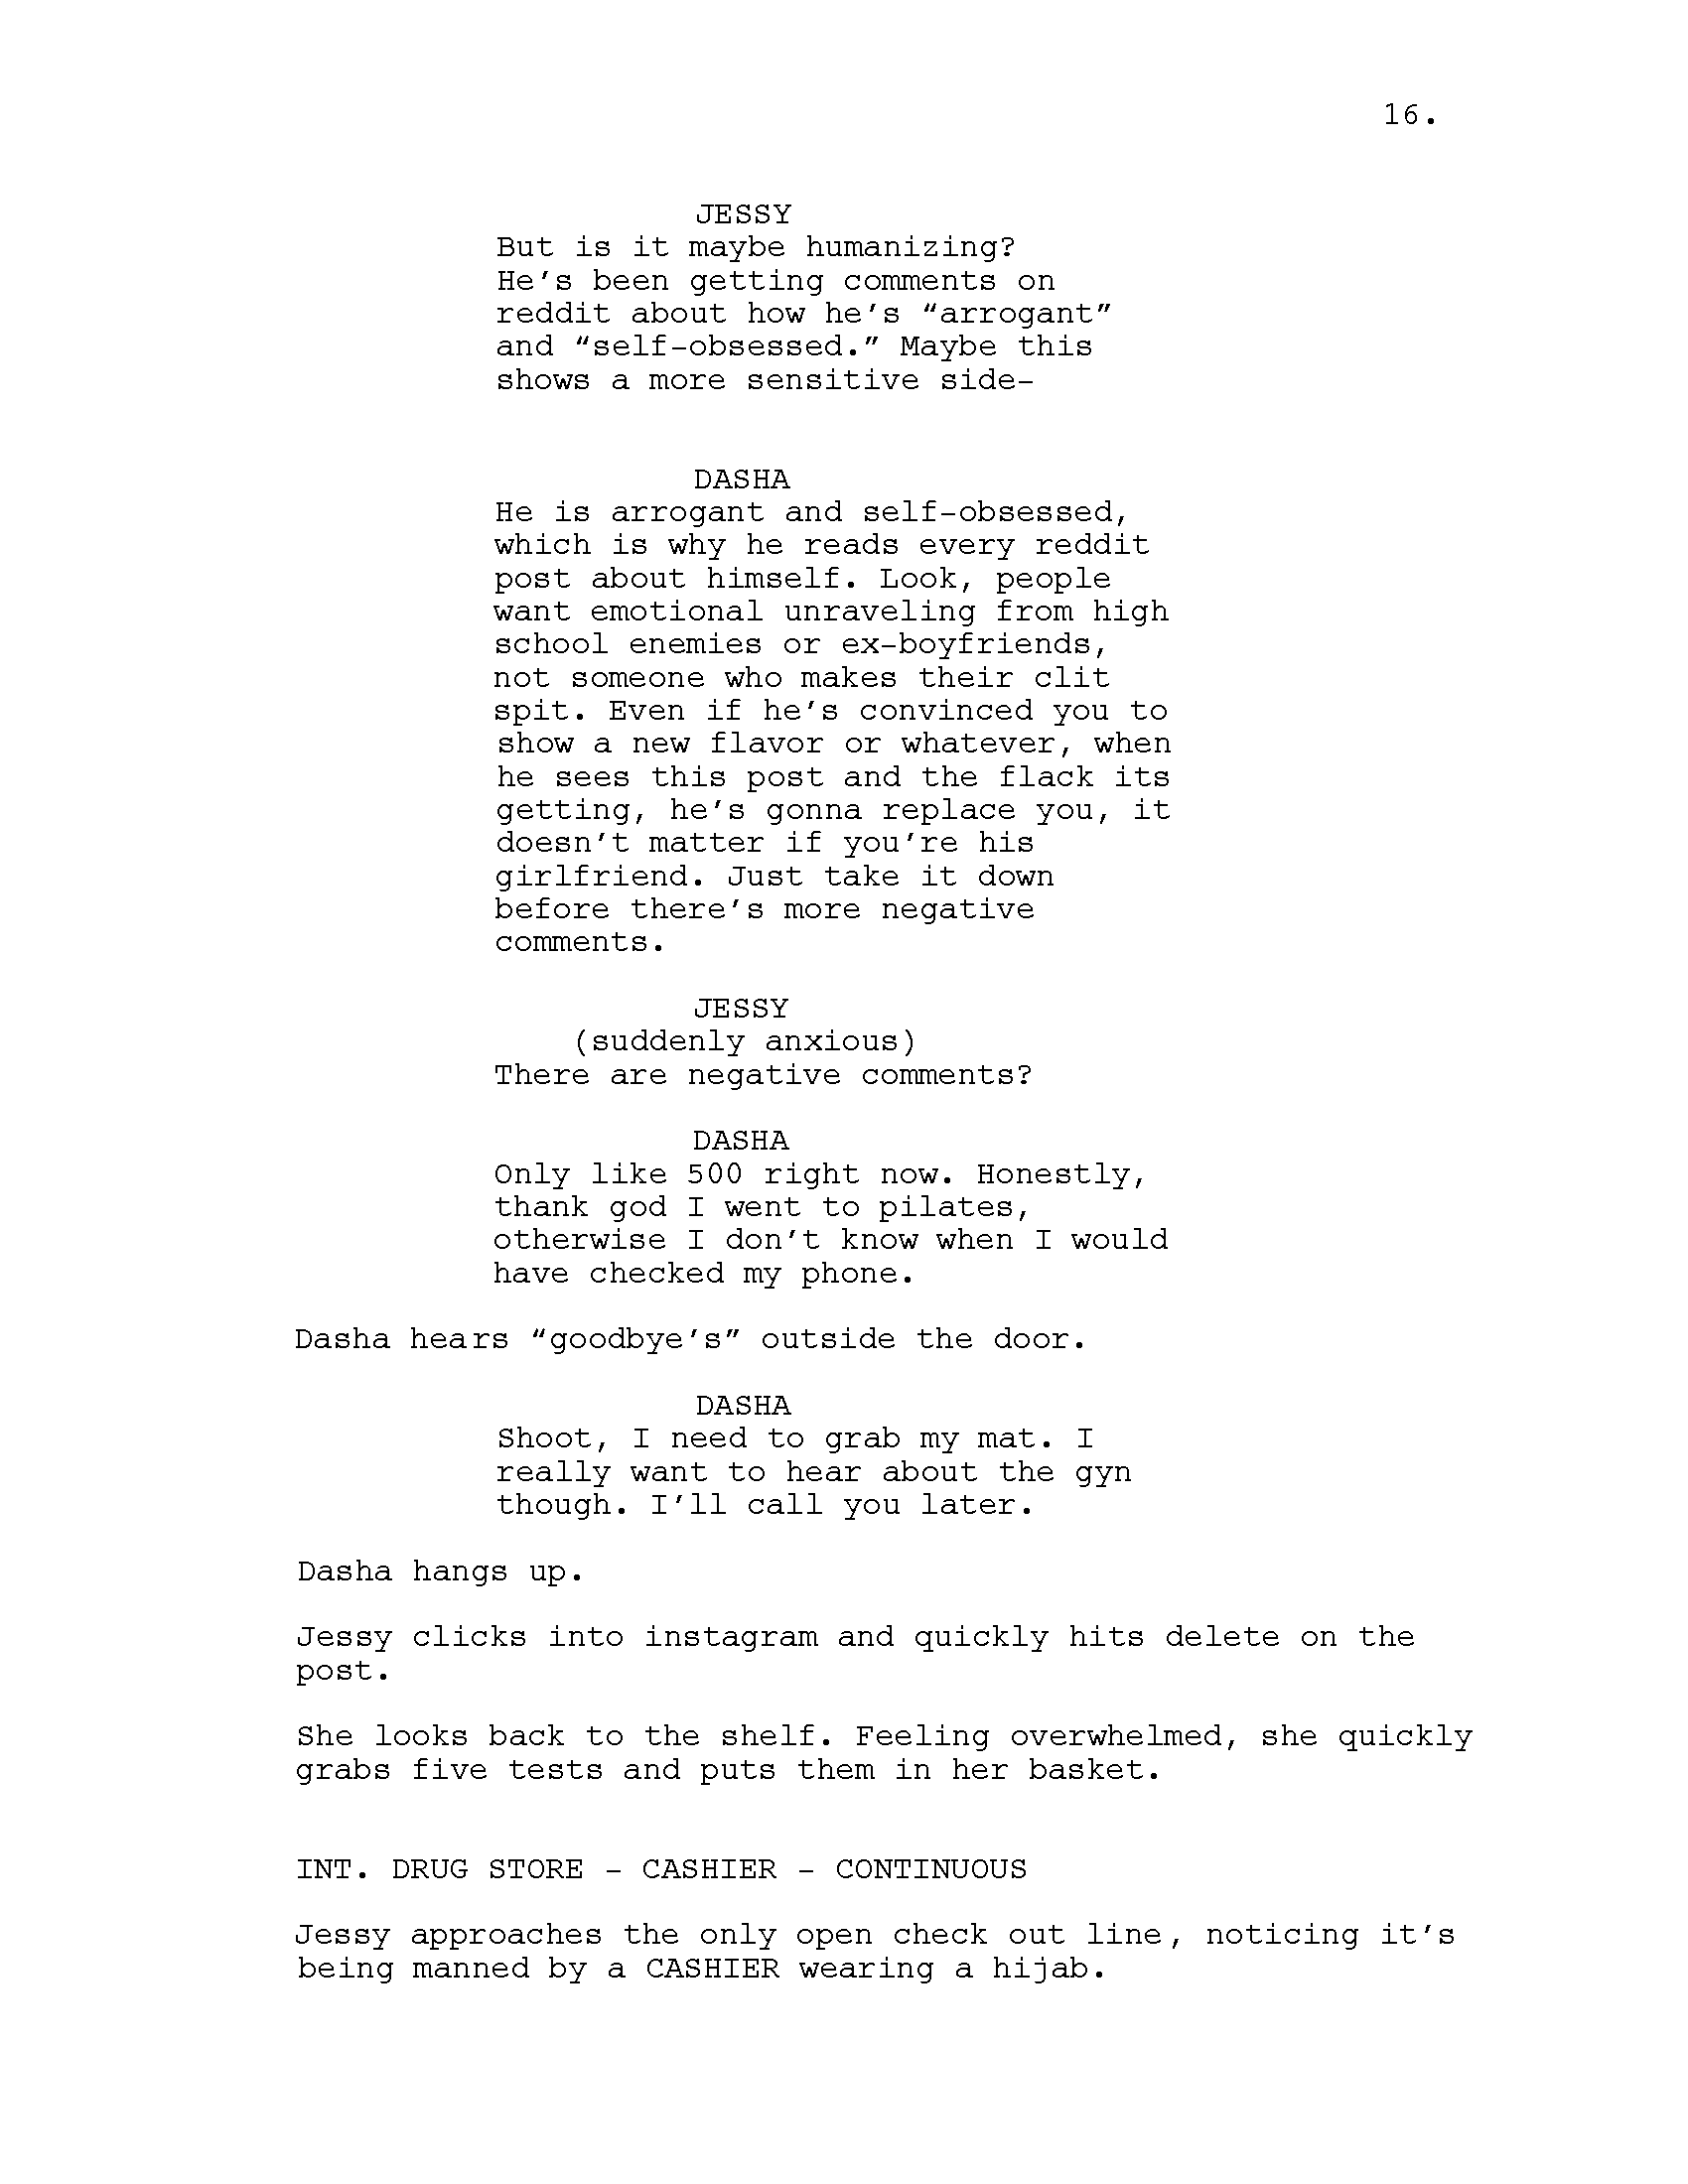 16.
JESSY
But is it maybe humanizing?
He's been getting comments on
reddit about how he's “arrogant”
and “self-obsessed.” Maybe this
shows a more sensitive side-
DASHA
He is arrogant and self-obsessed,
which is why he reads every reddit
post about himself. Look, people
want emotional unraveling from high
school enemies or ex-boyfriends,
not someone who makes their clit
spit. Even if he's convinced you to
show a new flavor or whatever, when
he sees this post and the flack its
getting, he's gonna replace you, it
doesn't matter if you're his
girlfriend. Just take it down
before there's more negative
comments.
JESSY
(suddenly anxious)
There are negative comments?
DASHA
Only like 500 right now. Honestly,
thank god I went to pilates,
otherwise I don't know when I would
have checked my phone.
Dasha hears “goodbye's” outside the door.
DASHA
Shoot, I need to grab my mat. I
really want to hear about the gyn
though. I'll call you later.
Dasha hangs up.
Jessy clicks into instagram and quickly hits delete on the
post.
She looks back to the shelf. Feeling overwhelmed, she quickly
grabs five tests and puts them in her basket.
INT. DRUG STORE - CASHIER - CONTINUOUS
Jessy approaches the only open check out line, noticing it's
being manned by a CASHIER wearing a hijab.